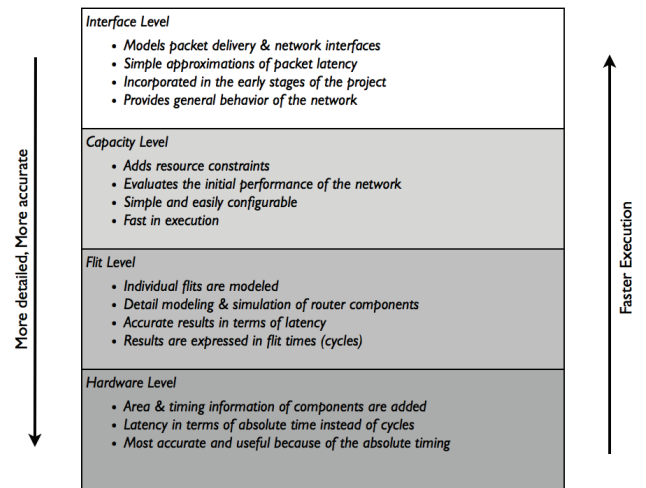 Interface Level
• Models packet delivery & network interfaces
• Simple approximations of packet latency
• Incorporated in the early stages of the project
• Provides general behavior of the network
Capacity Level
• Adds resource constraints
• Evaluates the initial performance of the network
• Simple and easily configurable
• Fast in execution
Flit Level
• Individual flits are modeled
• Detail modeling & simulation of router components
• Accurate results in terms of latency
• Results are expressed in flit times (cycles)
Hardware Level
• Area & timing information of components are added
• Latency in terms of absolute time instead of cycles
• Most accurate and useful because of the absolute timing
More detailed, More accurate
Faster Execution